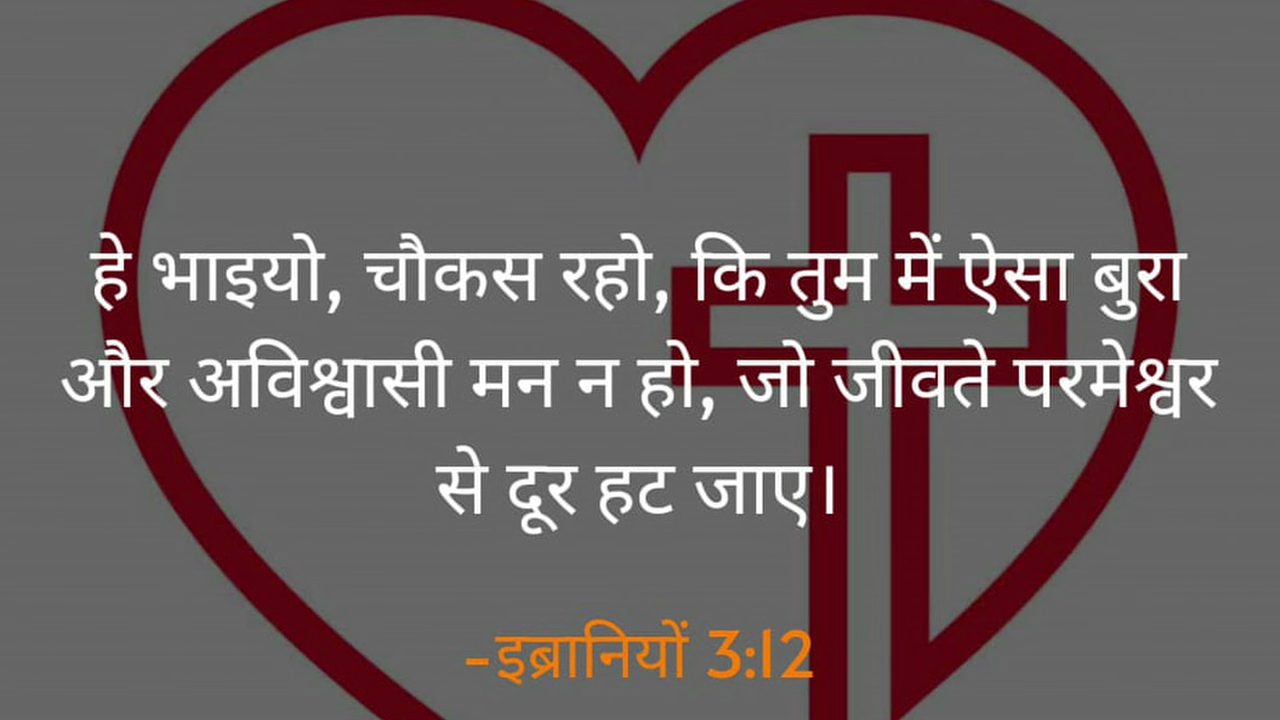 हे भाइयो, चौकस रहो, कि तुम में ऐसा बुरा
और अविश्वासी मन न हो, जो जीवते परमेश्वर
से दूर हट जाए।
-इब्रानियों 3:12